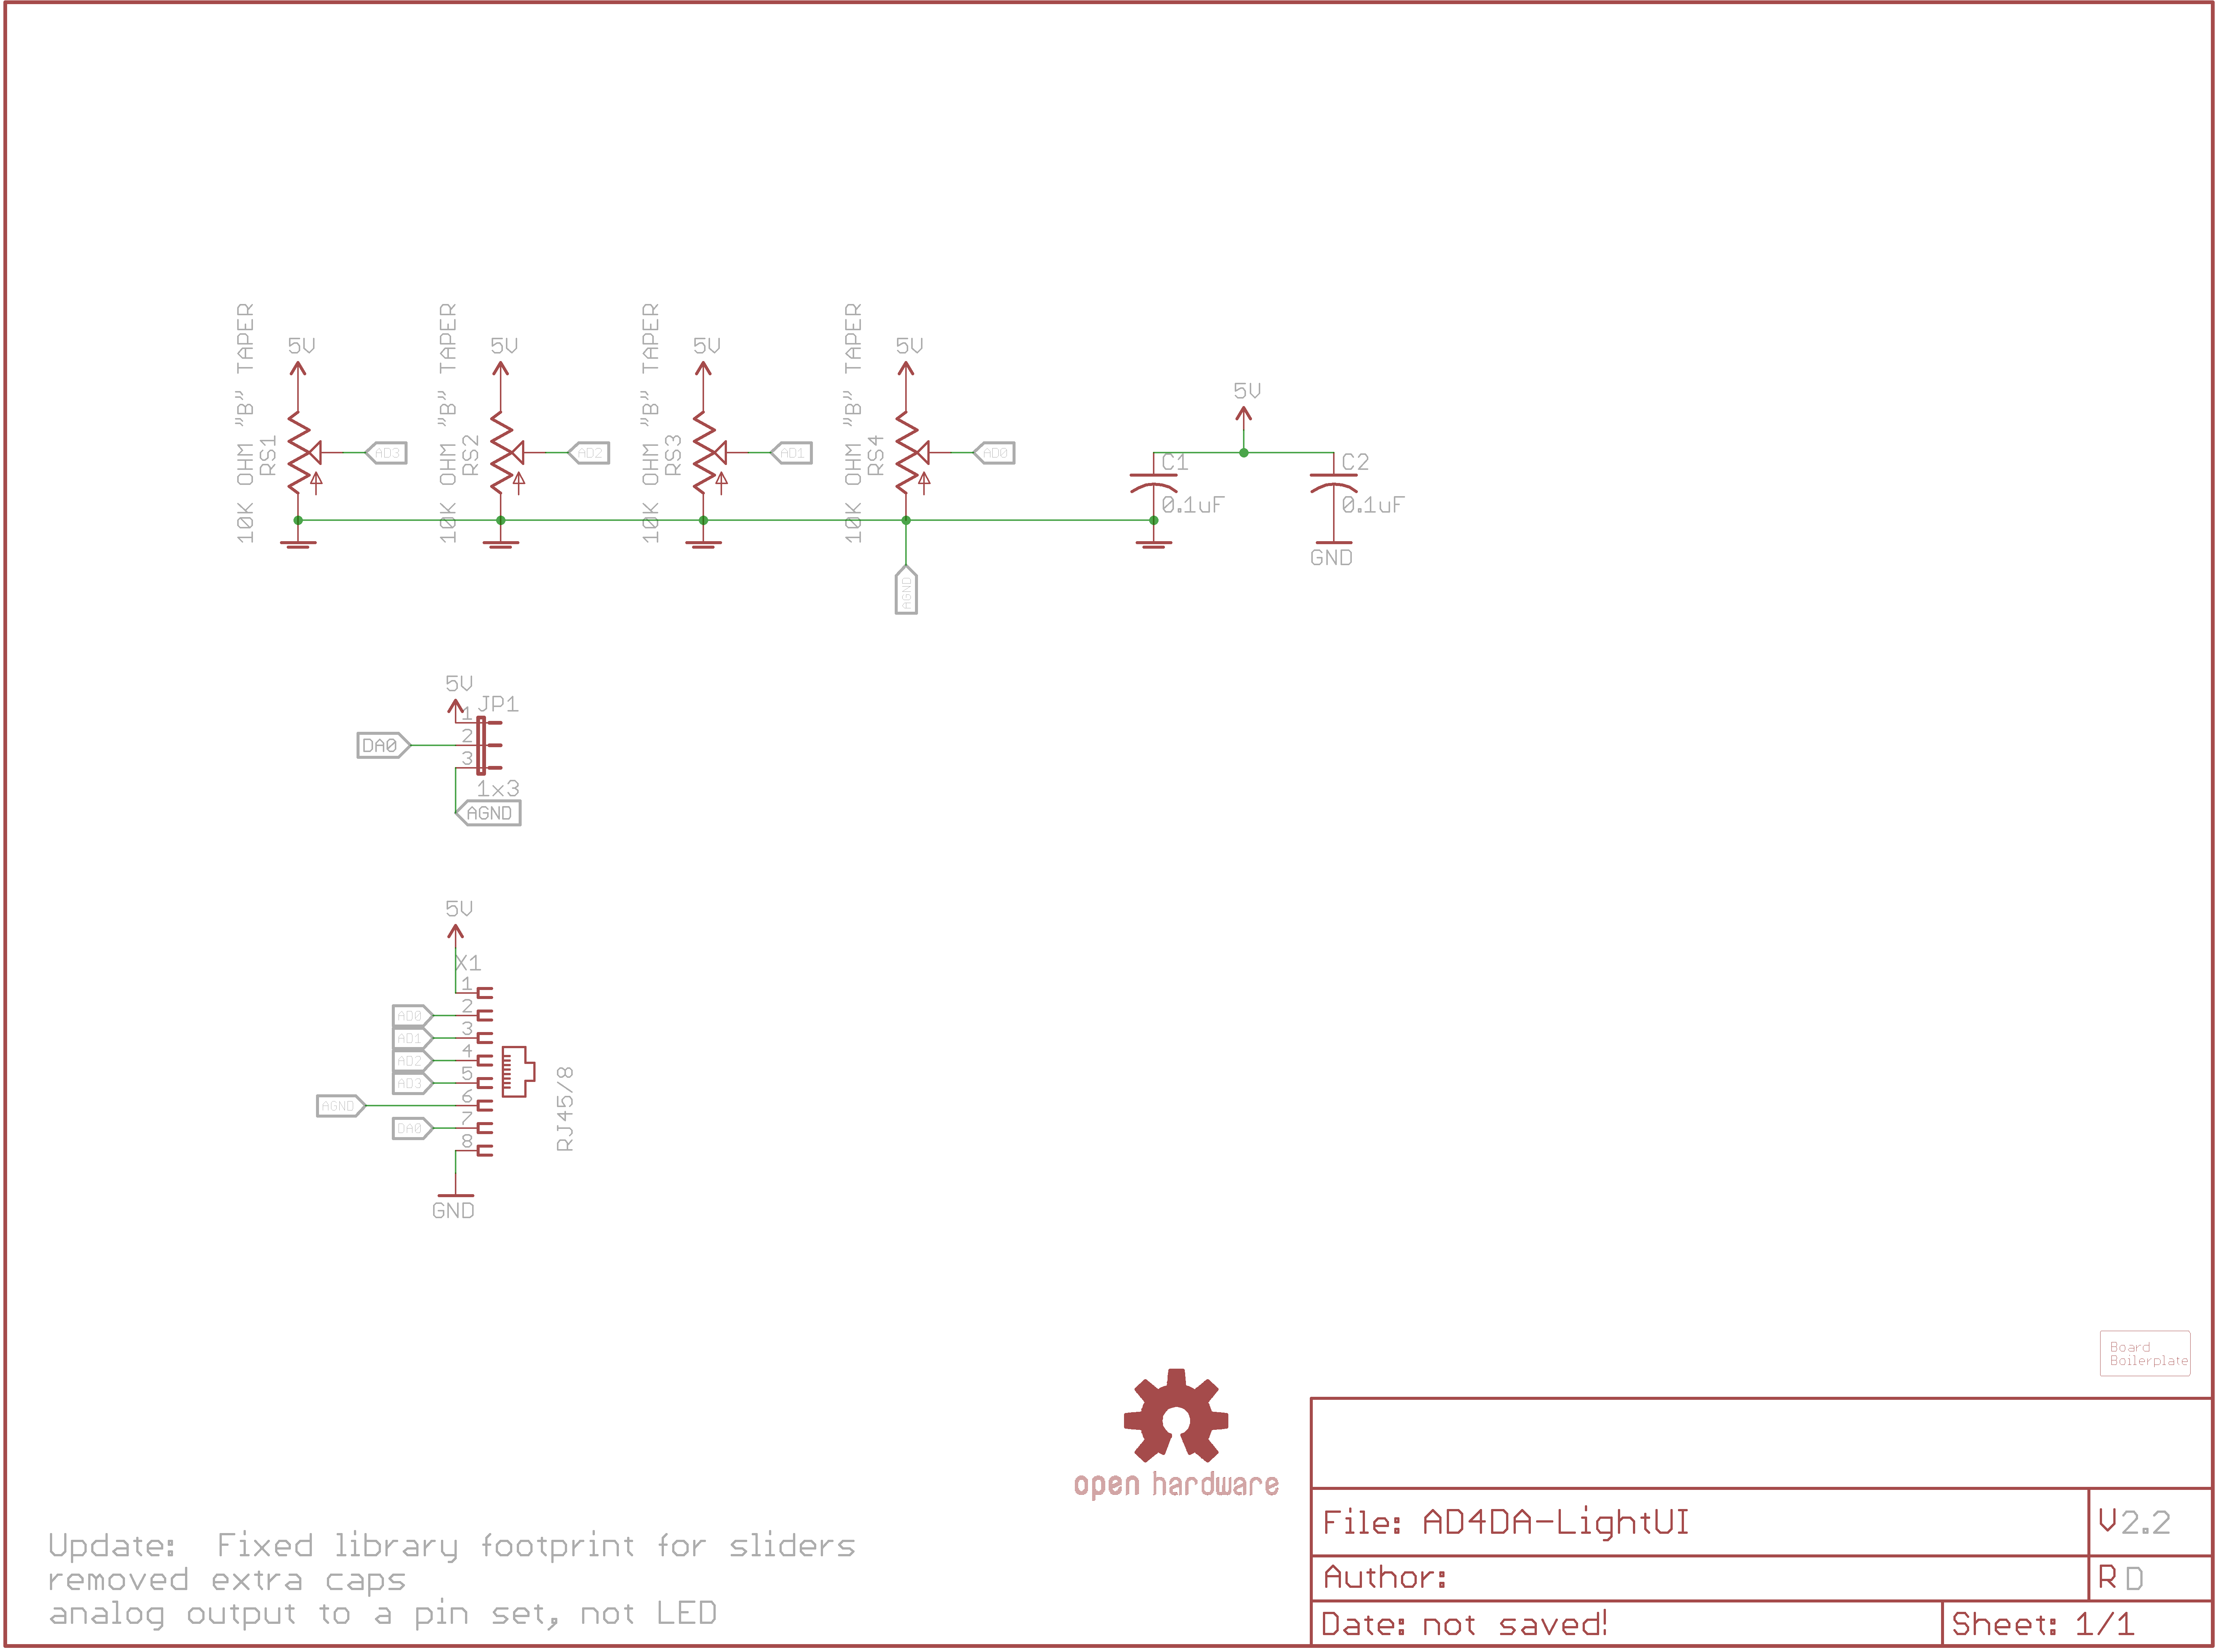 10K OHM "B" TAPER
RS1
5V
AD3
10K OHM "B" TAPER
RS2
5V
AD2
10K OHM "B" TAPER
RS3
5V
AD1
10K OHM "B" TAPER
RS4
5V
AD0
AGND
5V
C1
0.1uF
C2
0.1uF
GND
5V
JP1
1
DA0
2
3
1x3
AGND
5V
X1
1
AD0
2
AD1
3
AD2
4
AD3
5
AGND
6
DA0
7
8
RJ45/8
GND
Board
Boilerplate
open hardware
File: AD4DA-LightUI
V2.2
Author:
R D
Date: not saved!
Sheet: 1/1
Update: Fixed library footprint for sliders
removed extra caps
analog output to a pin set, not LED